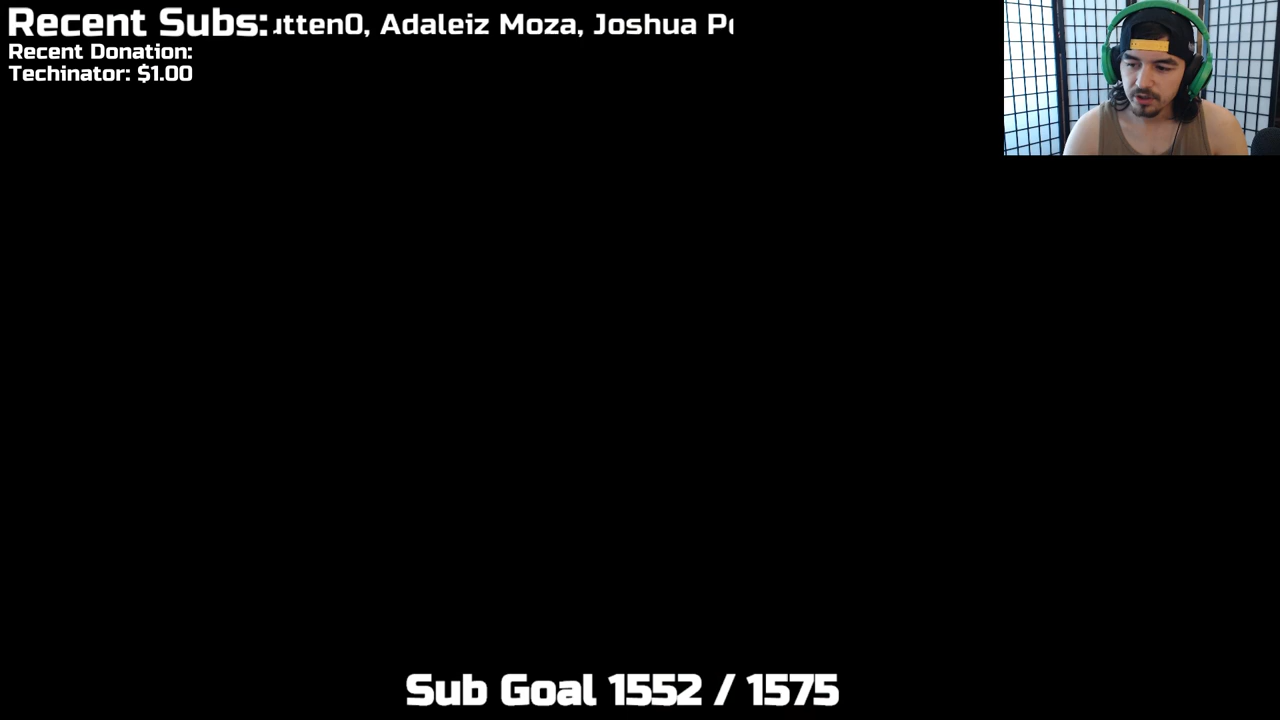 Recent Subs: Adaleiz Moza, Joshua
Recent Donation:
Techinator: $1.00
Sub Goal 1552 / 1575